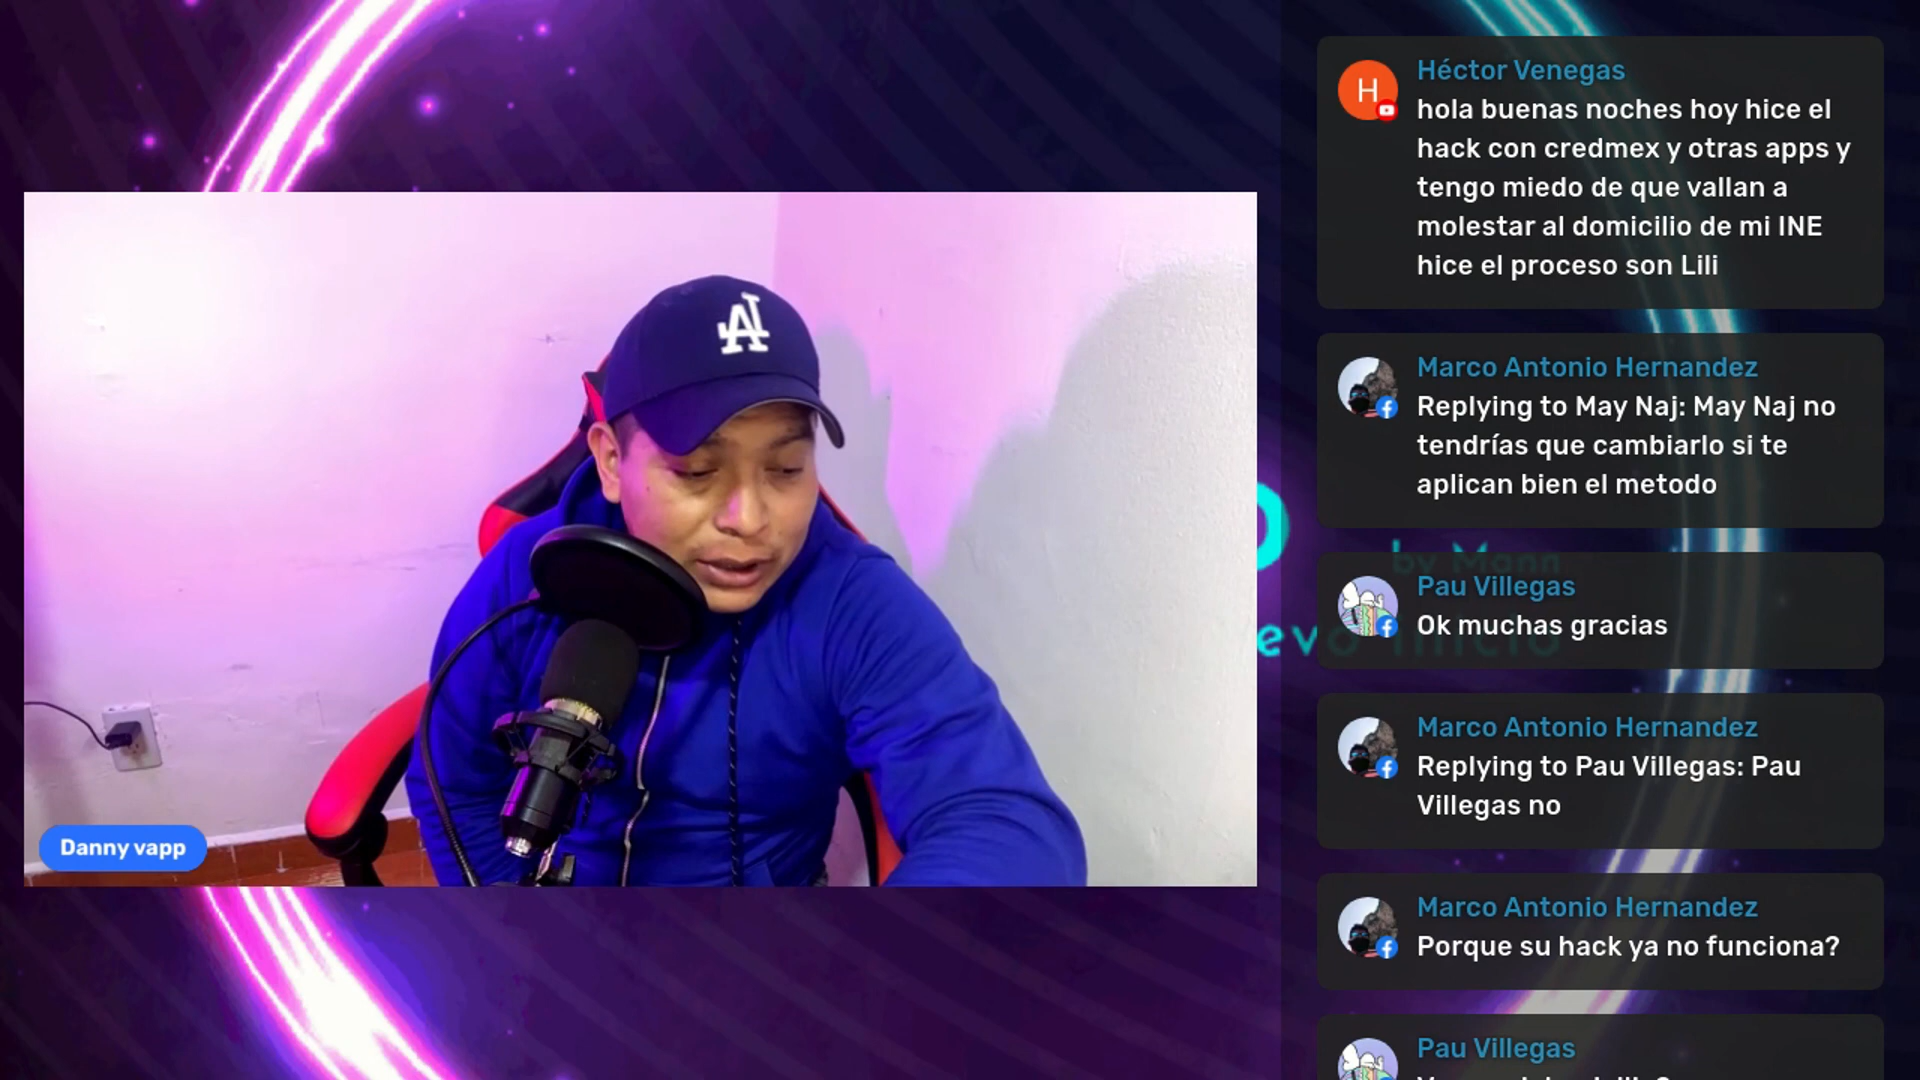 LA
Danny vapp
by Mann
H
Héctor Venegas
hola buenas noches hoy hice el
hack con credmex y otras apps y
tengo miedo de que vallan a
molestar al domicilio de mi INE
hice el proceso son Lili
Marco Antonio Hernandez
Replying to May Naj: May Naj no
tendrías que cambiarlo si te
aplican bien el metodo
Pau Villegas
Ok muchas gracias
Marco Antonio Hernandez
Replying to Pau Villegas: Pau
Villegas no
Marco Antonio Hernandez
Porque su hack ya no funciona?
Pau Villegas